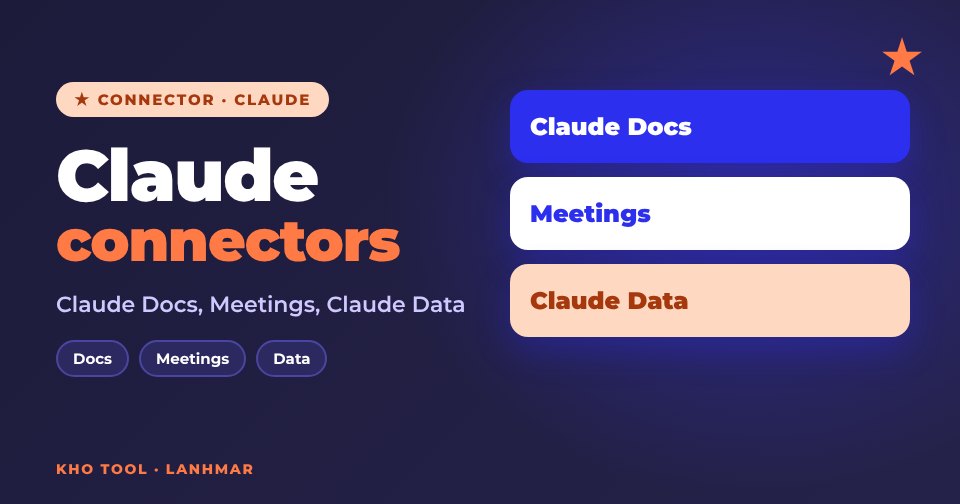 ★ CONNECTOR · CLAUDE
Claude
connectors
Claude Docs, Meetings, Claude Data
Docs
Meetings
Data
KHO TOOL · LANHMAR
Claude Docs
Meetings
Claude Data